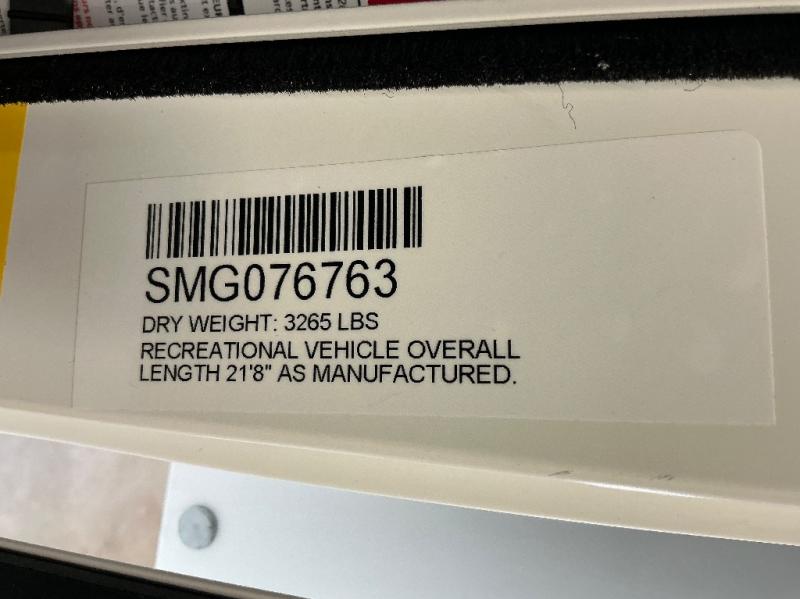 SMG076763
DRY WEIGHT: 3265 LBS
RECREATIONAL VEHICLE OVERALL
LENGTH 21'8" AS MANUFACTURED.